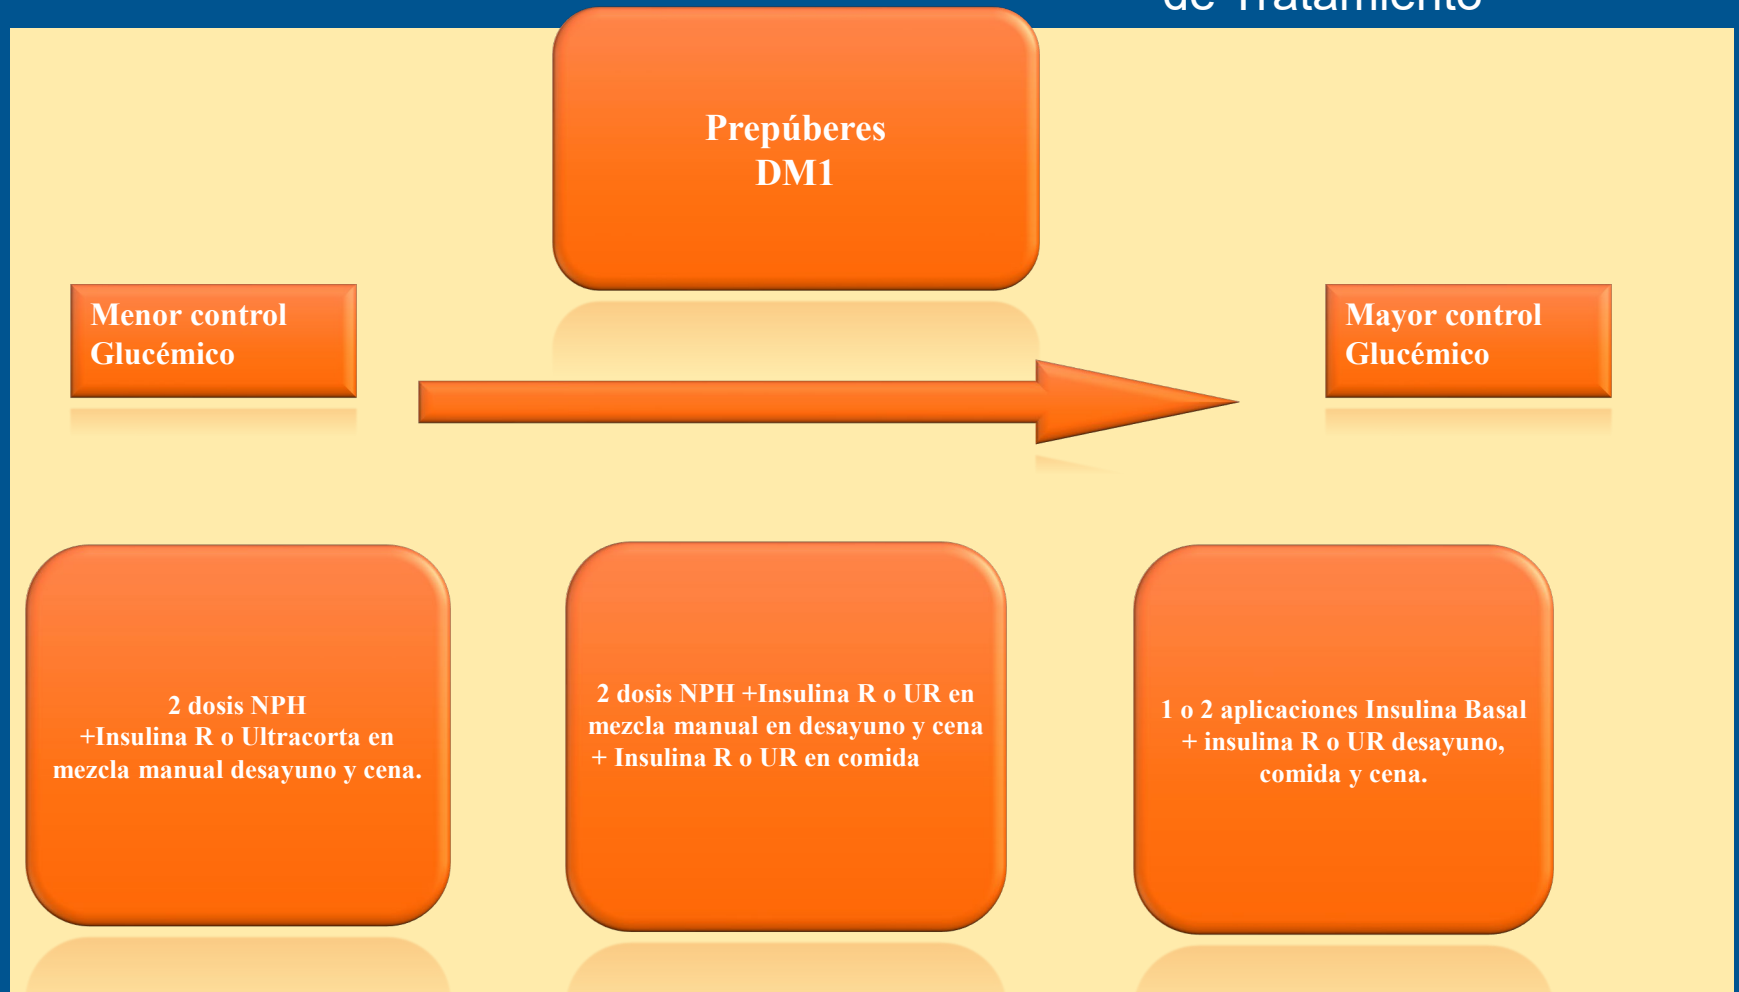 de Tratamiento
Prepúberes
DM1
Menor control
Glucémico
Mayor control
Glucémico
2 dosis NPH
+Insulina R o Ultracorta en
mezcla manual desayuno y cena.
2 dosis NPH +Insulina R o UR en
mezcla manual en desayuno y cena
+ Insulina R o UR en comida
1 o 2 aplicaciones Insulina Basal
+ insulina R o UR desayuno,
comida y cena.